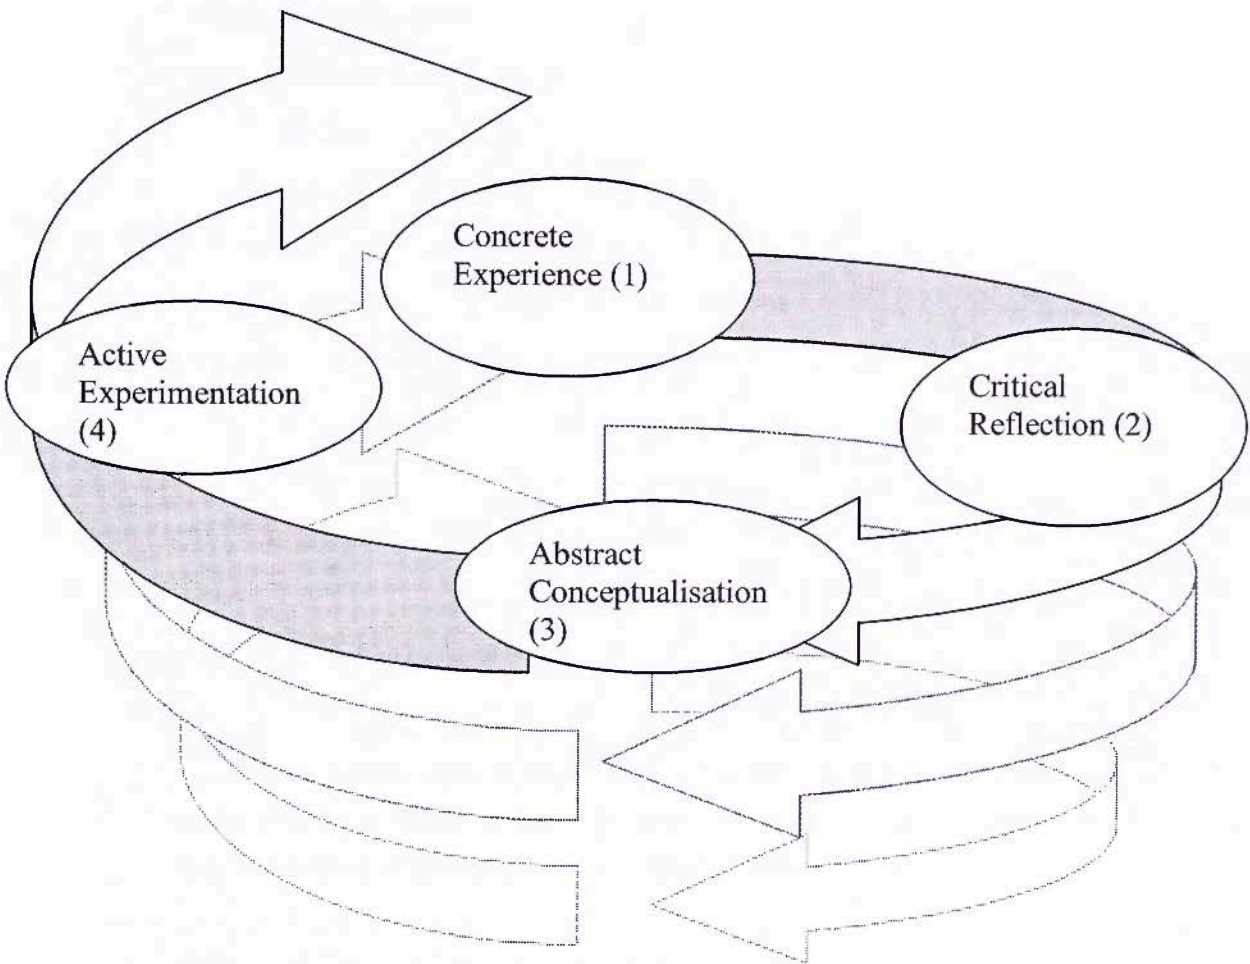 Concrete
Experience (1)
Critical
Reflection (2)
Abstract
Conceptualisation
(3)
Active
Experimentation
(4)